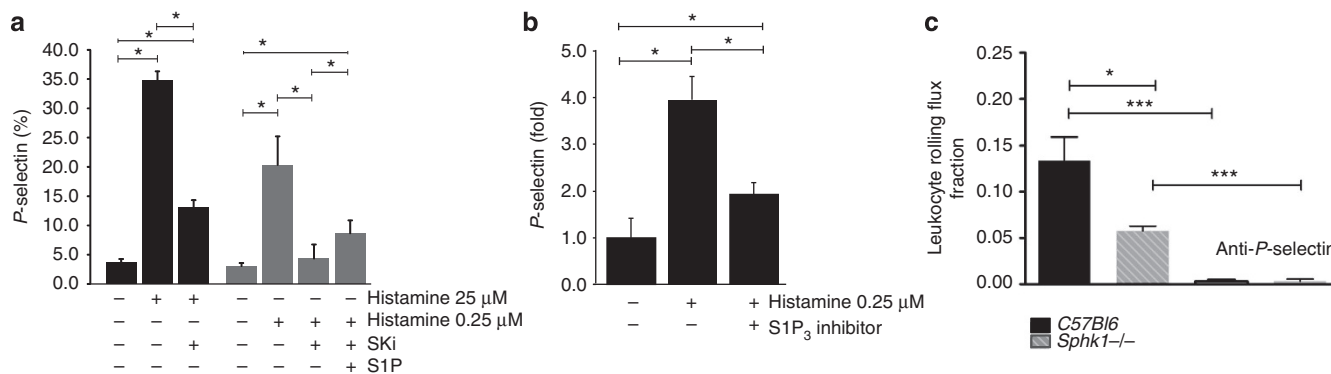 a
*
*
*
*
*
*
*
40.0
35.0
30.0
25.0
20.0
15.0
10.0
5.0
0.0
P-selectin (%)
– + + – – – – Histamine 25 μM
– – – – + + + Histamine 0.25 μM
– – + – – + + SKi
– – – – – – + S1P
b
*
*
*
5.0
4.0
3.0
2.0
1.0
0.0
P-selectin (fold)
– + + Histamine 0.25 μM
– – + S1P3 inhibitor
c
0.25
0.20
0.15
0.10
0.05
0.00
Leukocyte rolling flux
fraction
*
***
***
Anti-P-selectin
C57Bl6
Sphk1–/–